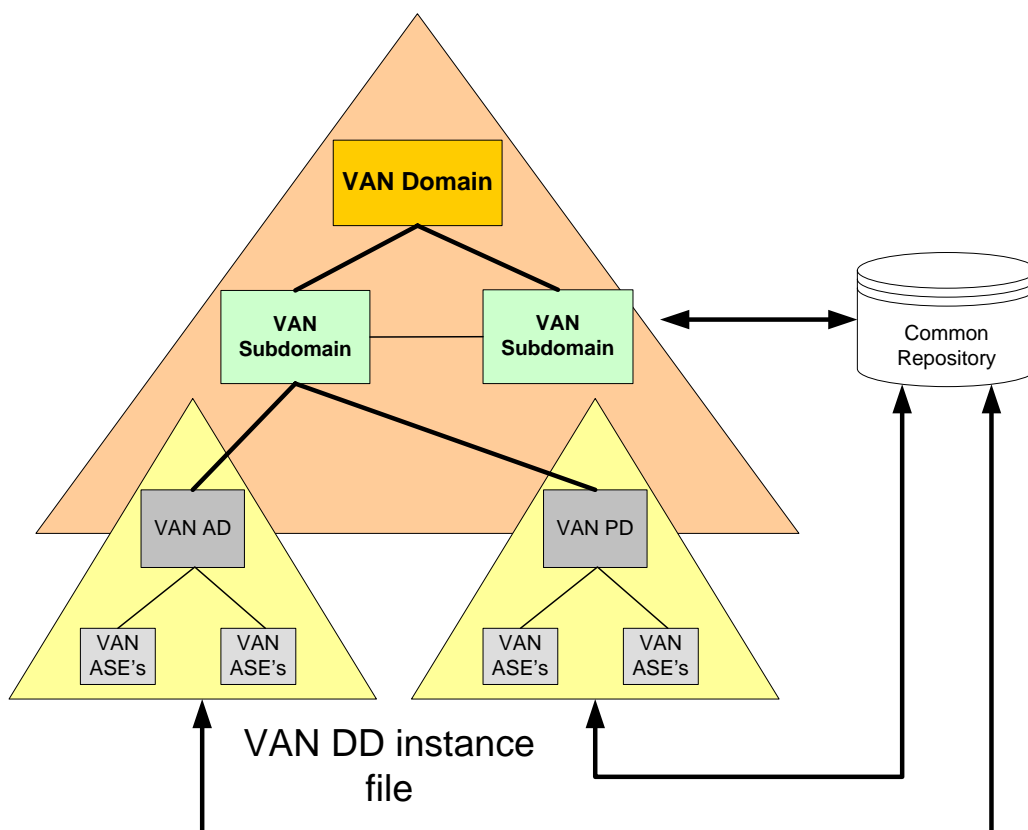 VAN Domain
VAN
Subdomain
VAN
Subdomain
Common
Repository
VAN AD
VAN PD
VAN
ASE's
VAN
ASE's
VAN
ASE's
VAN
ASE's
VAN DD instance
file